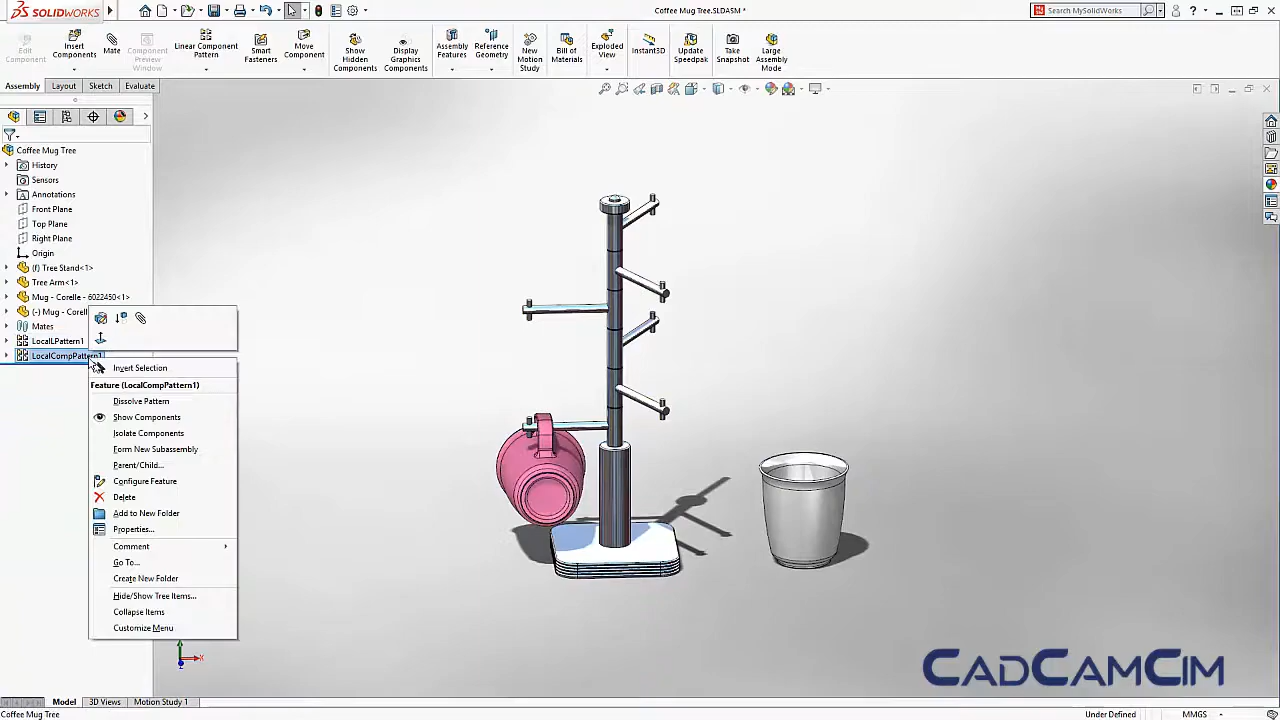 SOLIDWORKS
Coffee Mug Tree.SLDASM
Search MySolidWorks
Edit Component
Insert Components
Mate
Component Preview Window
Linear Component Pattern
Smart Fasteners
Move Component
Show Hidden Components
Display Graphics Components
Assembly Features
Reference Geometry
New Motion Study
Bill of Materials
Exploded View
Instant3D
Update Speedpak
Take Snapshot
Large Assembly Mode
Assembly
Layout
Sketch
Evaluate
Coffee Mug Tree
History
Sensors
Annotations
Front Plane
Top Plane
Right Plane
Origin
(f) Tree Stand<1>
Tree Arm<1>
Mug - Corelle - 6022450<1>
(-) Mug - Corell
Mates
LocalLPattern1
LocalCompPattern1
Invert Selection
Feature (LocalCompPattern1)
Dissolve Pattern
Show Components
Isolate Components
Form New Subassembly
Parent/Child...
Configure Feature
Delete
Add to New Folder
Properties...
Comment
Go To...
Create New Folder
Hide/Show Tree Items...
Collapse Items
Customize Menu
X
CADCAMCIM
Model
3D Views
Motion Study 1
Coffee Mug Tree
Under Defined
MMGS